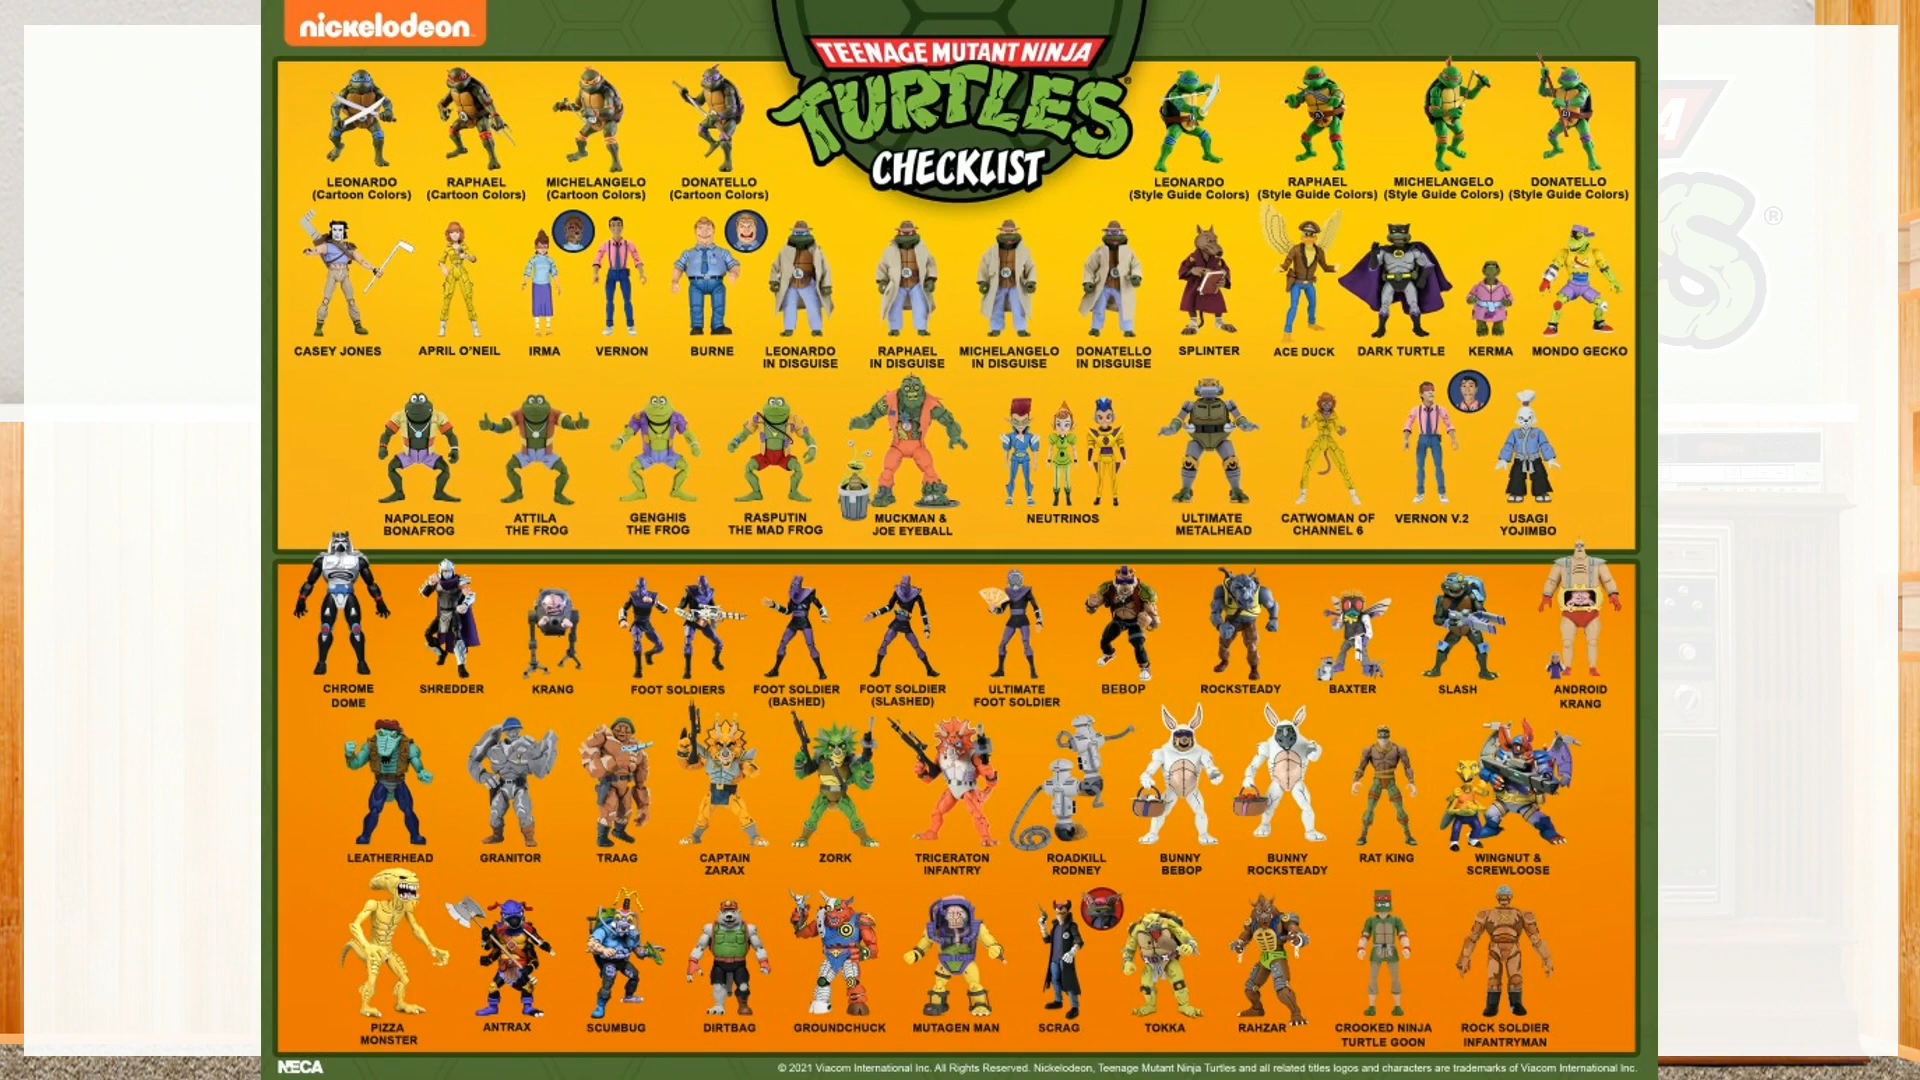 nickelodeon
TEENAGE MUTANT NINJA
TURTLES®
CHECKLIST
LEONARDO
(Cartoon Colors)
RAPHAEL
(Cartoon Colors)
MICHELANGELO
(Cartoon Colors)
DONATELLO
(Cartoon Colors)
LEONARDO
(Style Guide Colors)
RAPHAEL
(Style Guide Colors)
MICHELANGELO
(Style Guide Colors)
DONATELLO
(Style Guide Colors)
CASEY JONES
APRIL O'NEIL
IRMA
VERNON
BURNE
LEONARDO
IN DISGUISE
RAPHAEL
IN DISGUISE
MICHELANGELO
IN DISGUISE
DONATELLO
IN DISGUISE
SPLINTER
ACE DUCK
DARK TURTLE
KERMA
MONDO GECKO
NAPOLEON
BONAFROG
ATTILA
THE FROG
GENGHIS
THE FROG
RASPUTIN
THE MAD FROG
MUCKMAN &
JOE EYEBALL
NEUTRINOS
ULTIMATE
METALHEAD
CATWOMAN OF
CHANNEL 6
VERNON V.2
USAGI
YOJIMBO
CHROME
DOME
SHREDDER
KRANG
FOOT SOLDIERS
FOOT SOLDIER
(BASHED)
FOOT SOLDIER
(SLASHED)
ULTIMATE
FOOT SOLDIER
BEBOP
ROCKSTEADY
BAXTER
SLASH
ANDROID
KRANG
LEATHERHEAD
GRANITOR
TRAAG
CAPTAIN
ZARAX
ZORK
TRICERATON
INFANTRY
ROADKILL
RODNEY
BUNNY
BEBOP
BUNNY
ROCKSTEADY
RAT KING
WINGNUT &
SCREWLOOSE
PIZZA
MONSTER
ANTRAX
SCUMBUG
DIRTBAG
GROUNDCHUCK
MUTAGEN MAN
SCRAG
TOKKA
RAHZAR
CROOKED NINJA
TURTLE GOON
ROCK SOLDIER
INFANTRYMAN
NECA
© 2021 Viacom International Inc. All Rights Reserved. Nickelodeon, Teenage Mutant Ninja Turtles and all related titles logos and characters are trademarks of Viacom International Inc.
A
S®